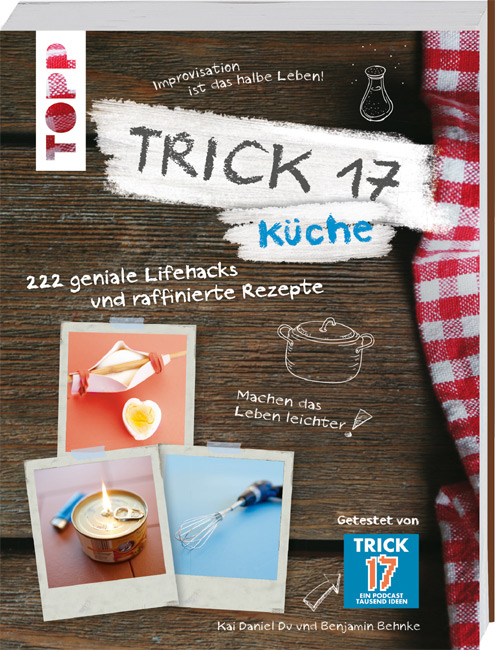 TOPP
Improvisation
ist das halbe Leben!
TRICK 17
Küche
222 geniale Lifehacks
und raffinierte Rezepte
Machen das
Leben leichter!
Getestet von
TRICK
17
EIN PODCAST
TAUSEND IDEEN
Kai Daniel Du und Benjamin Behnke